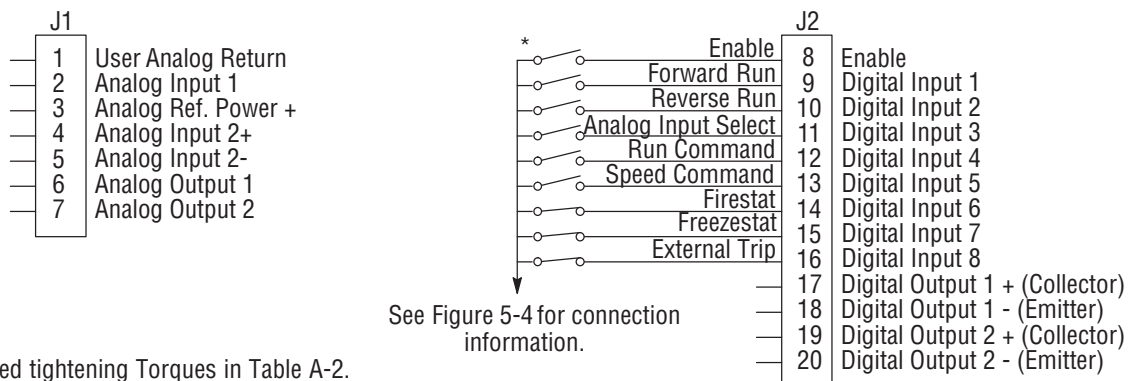 J1
1 User Analog Return
2 Analog Input 1
3 Analog Ref. Power +
4 Analog Input 2+
5 Analog Input 2-
6 Analog Output 1
7 Analog Output 2
J2
* Enable 8 Enable
Forward Run 9 Digital Input 1
Reverse Run 10 Digital Input 2
Analog Input Select 11 Digital Input 3
Run Command 12 Digital Input 4
Speed Command 13 Digital Input 5
Firestat 14 Digital Input 6
Freezestat 15 Digital Input 7
External Trip 16 Digital Input 8
17 Digital Output 1 + (Collector)
18 Digital Output 1 - (Emitter)
19 Digital Output 2 + (Collector)
20 Digital Output 2 - (Emitter)
See Figure 5-4 for connection
information.
ed tightening Torques in Table A-2.